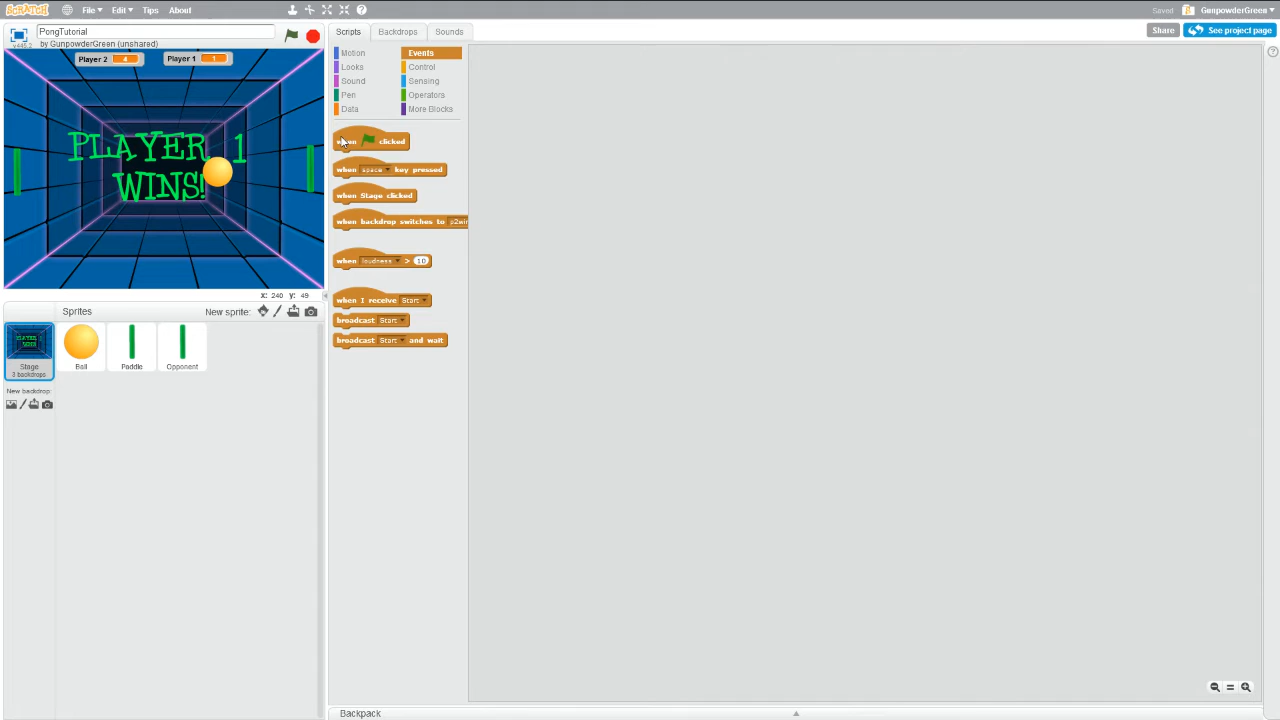 SCRATCH
File
Edit
Tips
About
Saved
GunpowderGreen
PongTutorial
by GunpowderGreen (unshared)
Scripts
Backdrops
Sounds
Share
See project page
Player 2 4
Player 1 1
PLAYER 1
WINS!
x: 240 y: 49
Motion
Looks
Sound
Pen
Data
Events
Control
Sensing
Operators
More Blocks
when clicked
when space key pressed
when Stage clicked
when backdrop switches to p2win
when loudness > 10
when I receive Start
broadcast Start
broadcast Start and wait
Sprites
New sprite:
Stage
3 backdrops
Ball
Paddle
Opponent
New backdrop:
Backpack